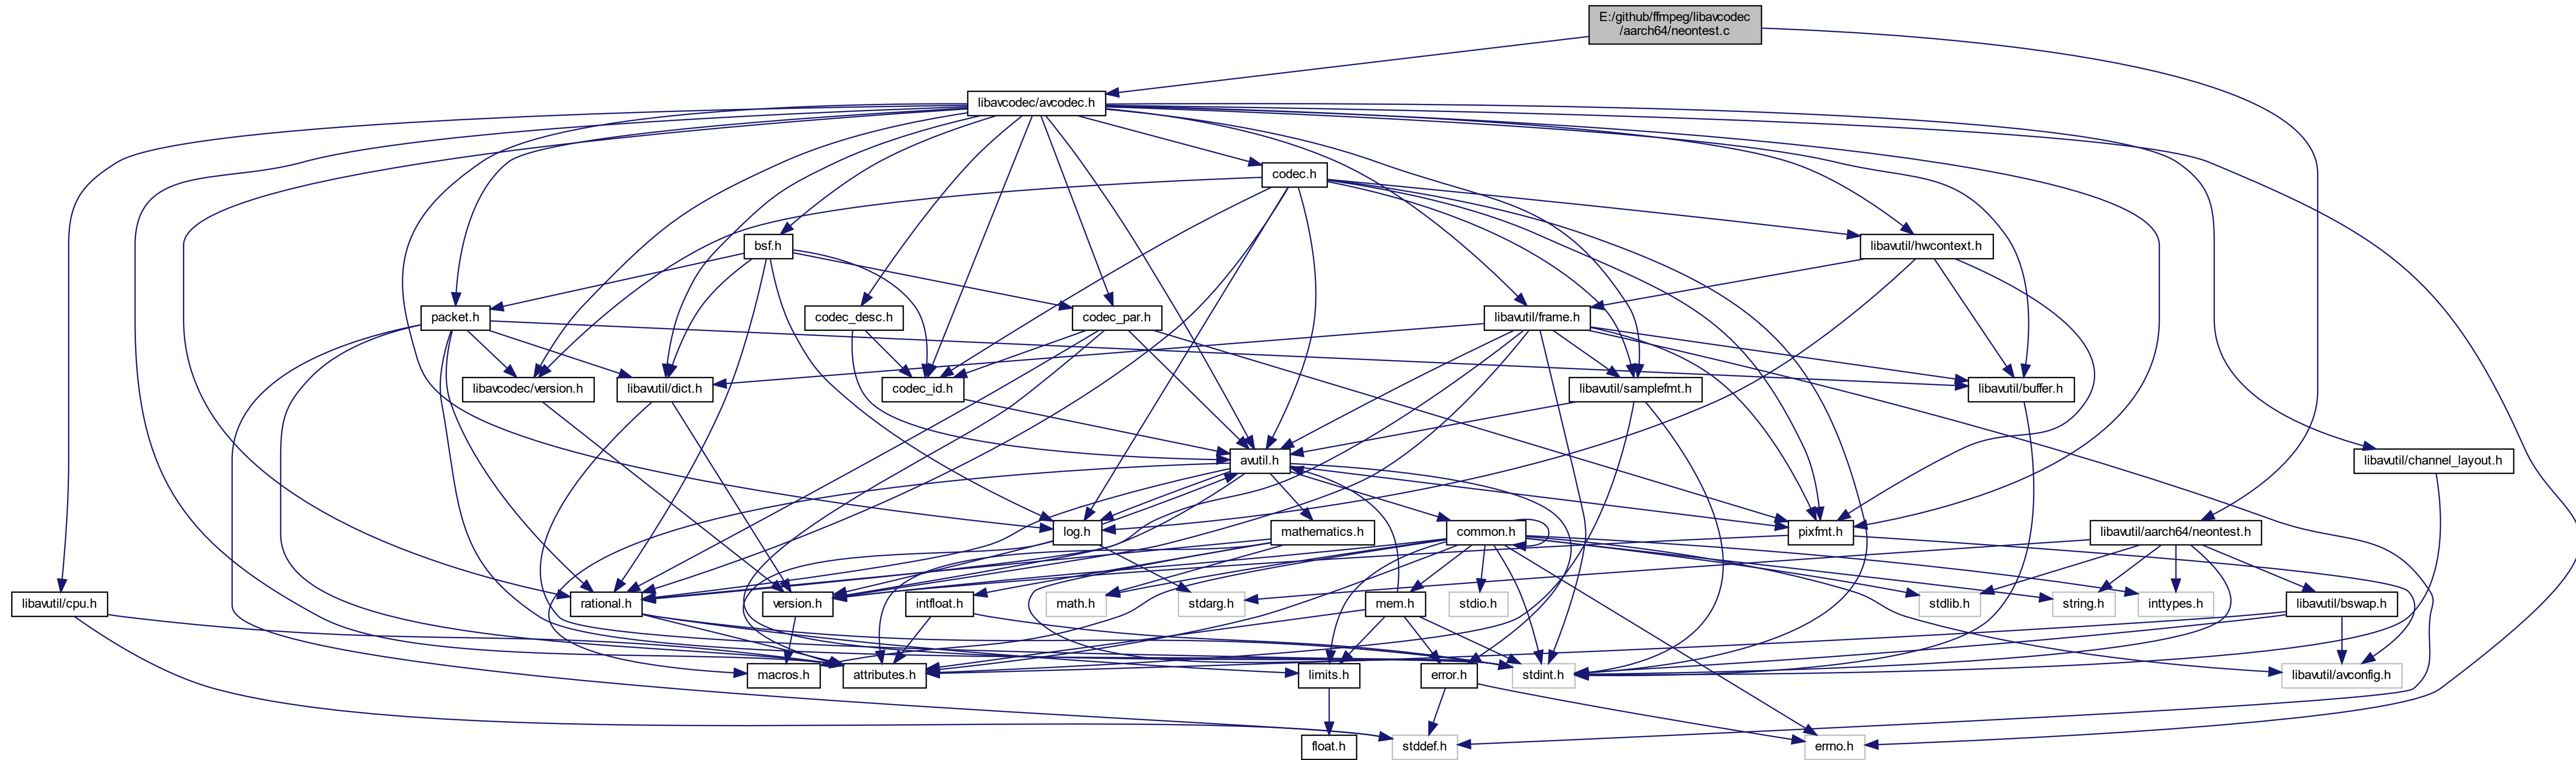 E:/github/ffmpeg/libavcodec
/aarch64/neontest.c
libavcodec/avcodec.h
codec.h
bsf.h
libavutil/hwcontext.h
packet.h
codec_desc.h
codec_par.h
libavutil/frame.h
libavcodec/version.h
libavutil/dict.h
codec_id.h
libavutil/samplefmt.h
libavutil/buffer.h
avutil.h
libavutil/channel_layout.h
log.h
mathematics.h
common.h
pixfmt.h
libavutil/aarch64/neontest.h
libavutil/cpu.h
rational.h
version.h
intfloat.h
math.h
stdarg.h
mem.h
stdio.h
stdlib.h
string.h
inttypes.h
libavutil/bswap.h
macros.h
attributes.h
limits.h
error.h
stdint.h
libavutil/avconfig.h
float.h
stddef.h
errno.h